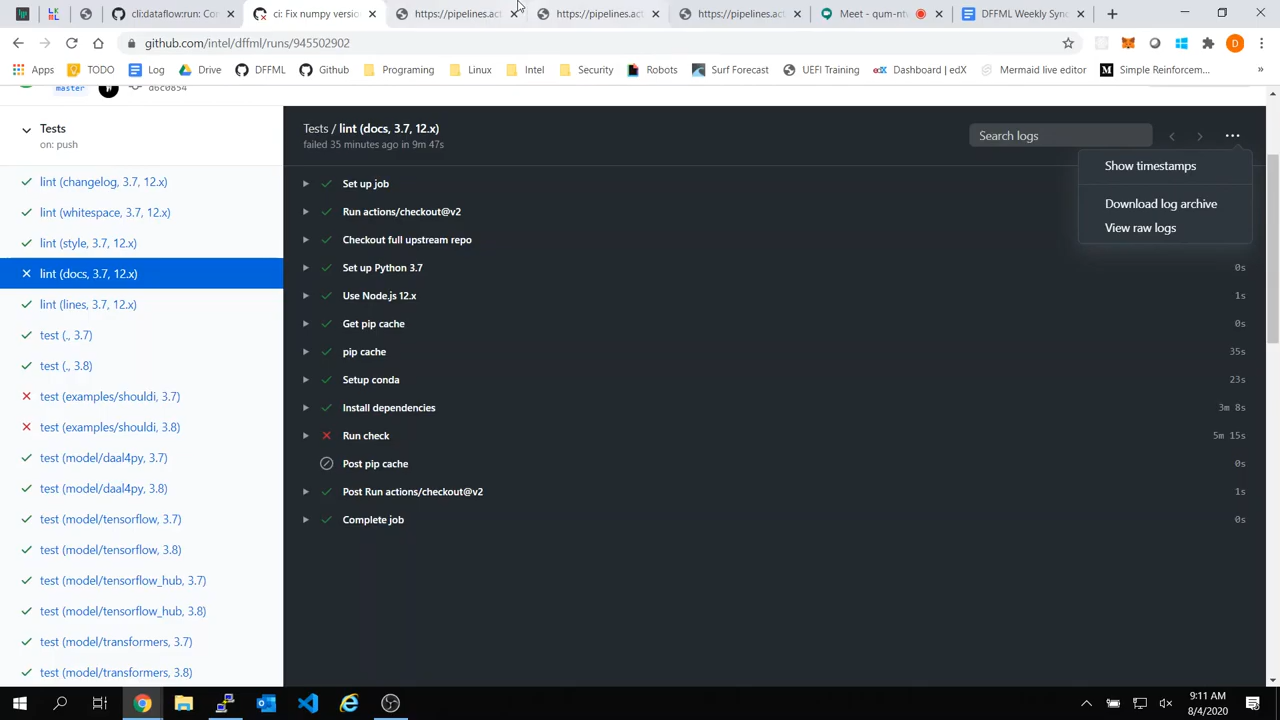 cli:dataflow:run: Cor
ci: Fix numpy versio
https://pipelines.act
https://pipelines.act
https://pipelines.act
Meet - qum-nt
DFFML Weekly Sync
github.com/intel/dffml/runs/945502902
D
Apps
TODO
Log
Drive
DFFML
Github
Programing
Linux
Intel
Security
Robots
Surf Forecast
UEFI Training
Dashboard | edX
Mermaid live editor
Simple Reinforcem...
»
master
d6c0854
Tests
on: push
lint (changelog, 3.7, 12.x)
lint (whitespace, 3.7, 12.x)
lint (style, 3.7, 12.x)
lint (docs, 3.7, 12.x)
lint (lines, 3.7, 12.x)
test (., 3.7)
test (., 3.8)
test (examples/shouldi, 3.7)
test (examples/shouldi, 3.8)
test (model/daal4py, 3.7)
test (model/daal4py, 3.8)
test (model/tensorflow, 3.7)
test (model/tensorflow, 3.8)
test (model/tensorflow_hub, 3.7)
test (model/tensorflow_hub, 3.8)
test (model/transformers, 3.7)
test (model/transformers, 3.8)
Tests / lint (docs, 3.7, 12.x)
failed 35 minutes ago in 9m 47s
Search logs
Show timestamps
Download log archive
View raw logs
Set up job
Run actions/checkout@v2
Checkout full upstream repo
Set up Python 3.7 0s
Use Node.js 12.x 1s
Get pip cache 0s
pip cache 35s
Setup conda 23s
Install dependencies 3m 8s
Run check 5m 15s
Post pip cache 0s
Post Run actions/checkout@v2 1s
Complete job 0s
9:11 AM
8/4/2020